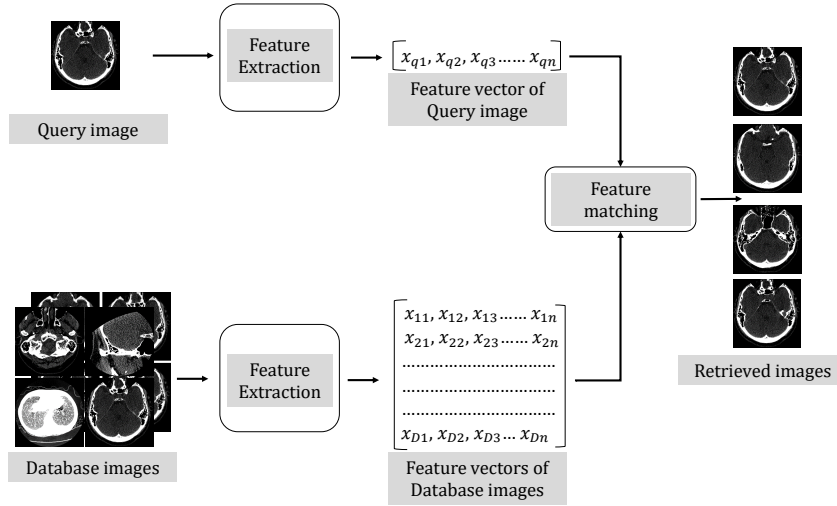 Query image
Feature
Extraction
x_{q1}, x_{q2}, x_{q3} ...... x_{qn}
Feature vector of
Query image
Feature
matching
Retrieved images
Database images
Feature
Extraction
x_{11}, x_{12}, x_{13} ...... x_{1n}
x_{21}, x_{22}, x_{23} ...... x_{2n}
..........................................
..........................................
..........................................
x_{D1}, x_{D2}, x_{D3} ... x_{Dn}
Feature vectors of
Database images